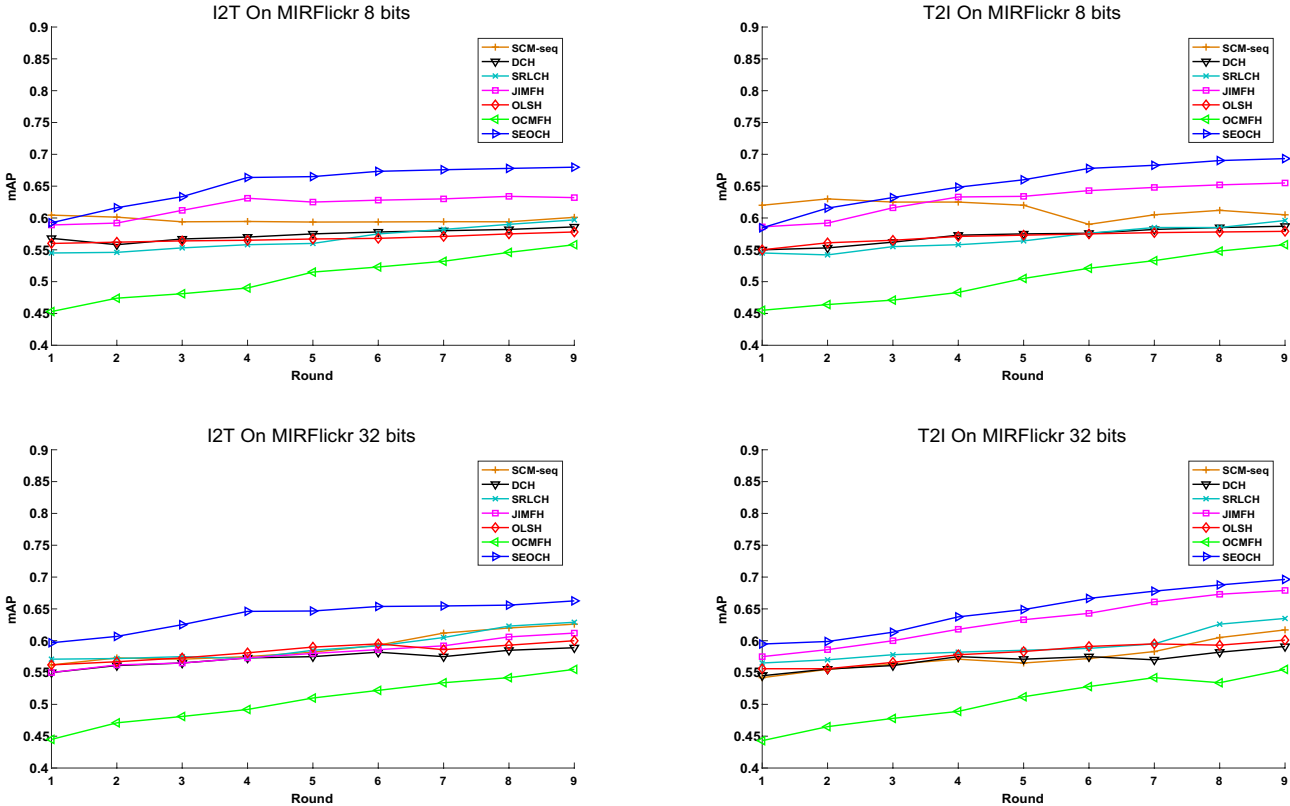 I2T On MIRFlickr 8 bits
mAP
0.9
0.85
0.8
0.75
0.7
0.65
0.6
0.55
0.5
0.45
0.4
SCM-seq
DCH
SRLCH
JIMFH
OLSH
OCMFH
SEOCH
1 2 3 4 5 6 7 8 9
Round
T2I On MIRFlickr 8 bits
mAP
0.9
0.85
0.8
0.75
0.7
0.65
0.6
0.55
0.5
0.45
0.4
SCM-seq
DCH
SRLCH
JIMFH
OLSH
OCMFH
SEOCH
1 2 3 4 5 6 7 8 9
Round
I2T On MIRFlickr 32 bits
mAP
0.9
0.85
0.8
0.75
0.7
0.65
0.6
0.55
0.5
0.45
0.4
SCM-seq
DCH
SRLCH
JIMFH
OLSH
OCMFH
SEOCH
1 2 3 4 5 6 7 8 9
Round
T2I On MIRFlickr 32 bits
mAP
0.9
0.85
0.8
0.75
0.7
0.65
0.6
0.55
0.5
0.45
0.4
SCM-seq
DCH
SRLCH
JIMFH
OLSH
OCMFH
SEOCH
1 2 3 4 5 6 7 8 9
Round